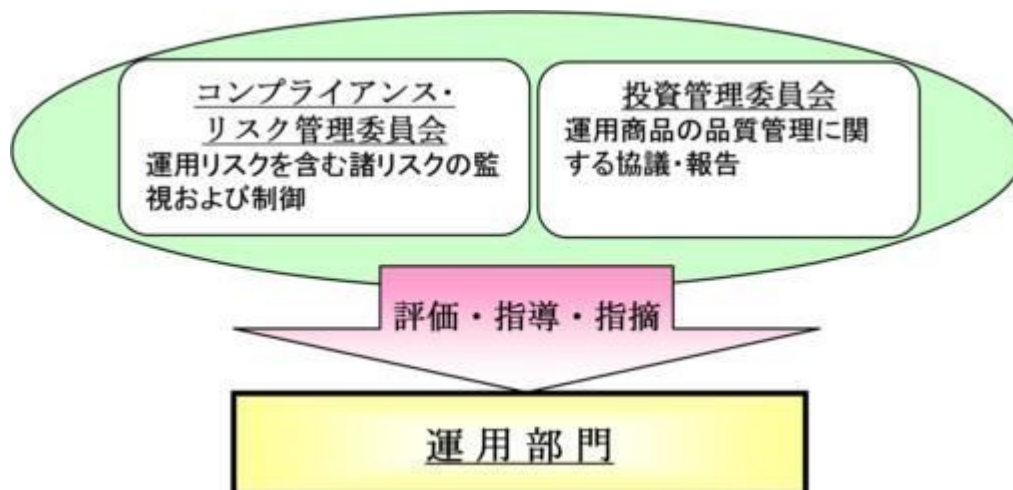 コンプライアンス・
リスク管理委員会
運用リスクを含む諸リスクの監
視および制御
投資管理委員会
運用商品の品質管理に関
する協議・報告
評価・指導・指摘
運用部門